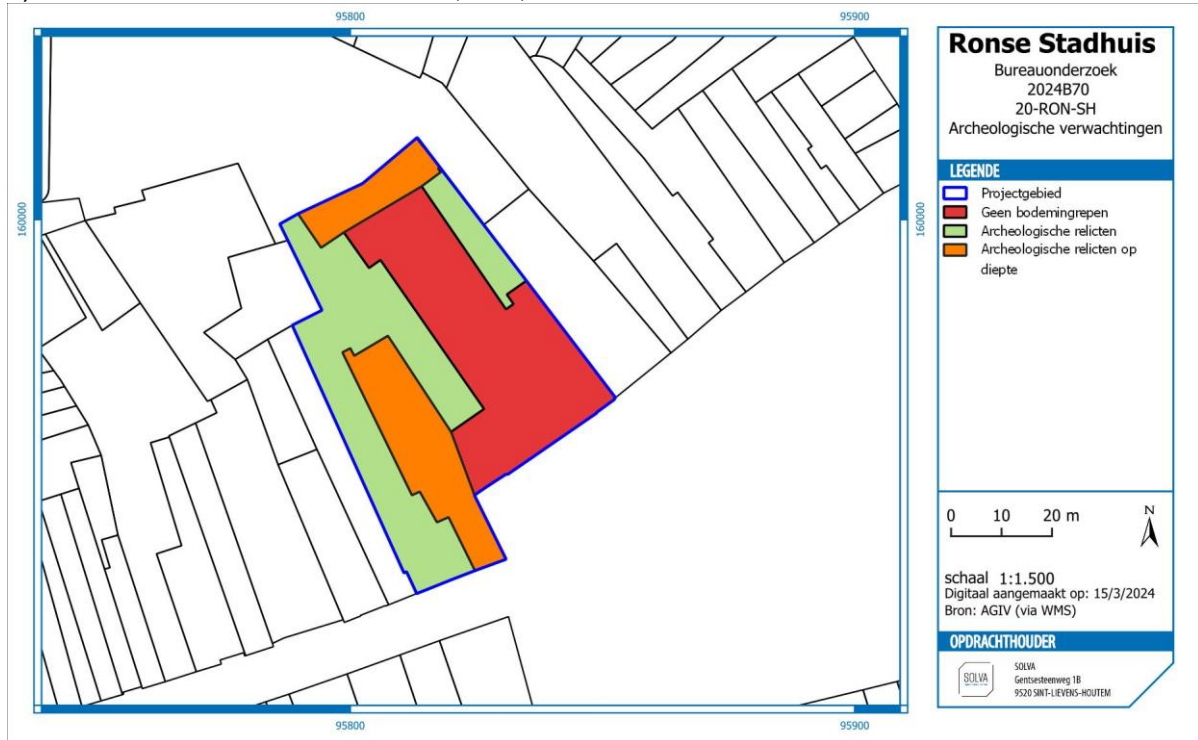 95800
95900
160000
160000
95800
95900
Ronse Stadhuis
Bureauonderzoek
2024B70
20-RON-SH
Archeologische verwachtingen
LEGENDE
Projectgebied
Geen bodemingrepen
Archeologische relicten
Archeologische relicten op
diepte
0 10 20 m
N
schaal 1:1.500
Digitaal aangemaakt op: 15/3/2024
Bron: AGIV (via WMS)
OPDRACHTHOUDER
SOLVA
SOLVA
Gentsesteenweg 1B
9520 SINT-LIEVENS-HOUTEM